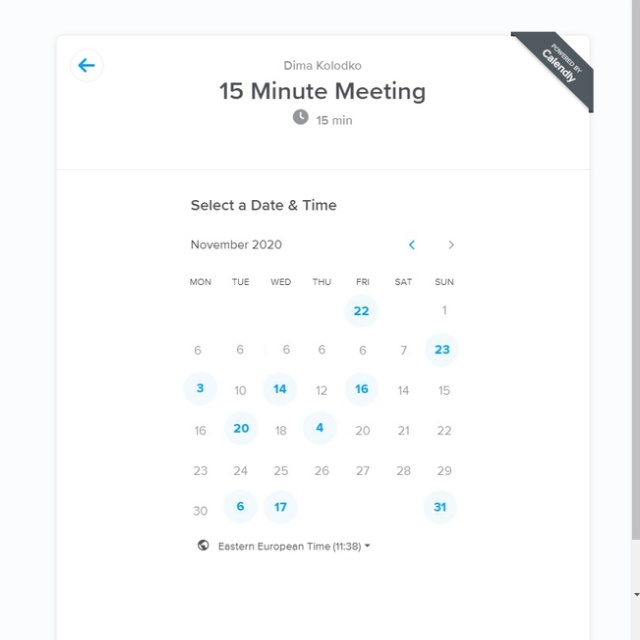 POWERED BY
Calendly
Dima Kolodko
15 Minute Meeting
15 min
Select a Date & Time
November 2020
MON TUE WED THU FRI SAT SUN
22 1
6 6 6 6 6 7 23
3 10 14 12 16 14 15
16 20 18 4 20 21 22
23 24 25 26 27 28 29
30 6 17 31
Eastern European Time (11:38)